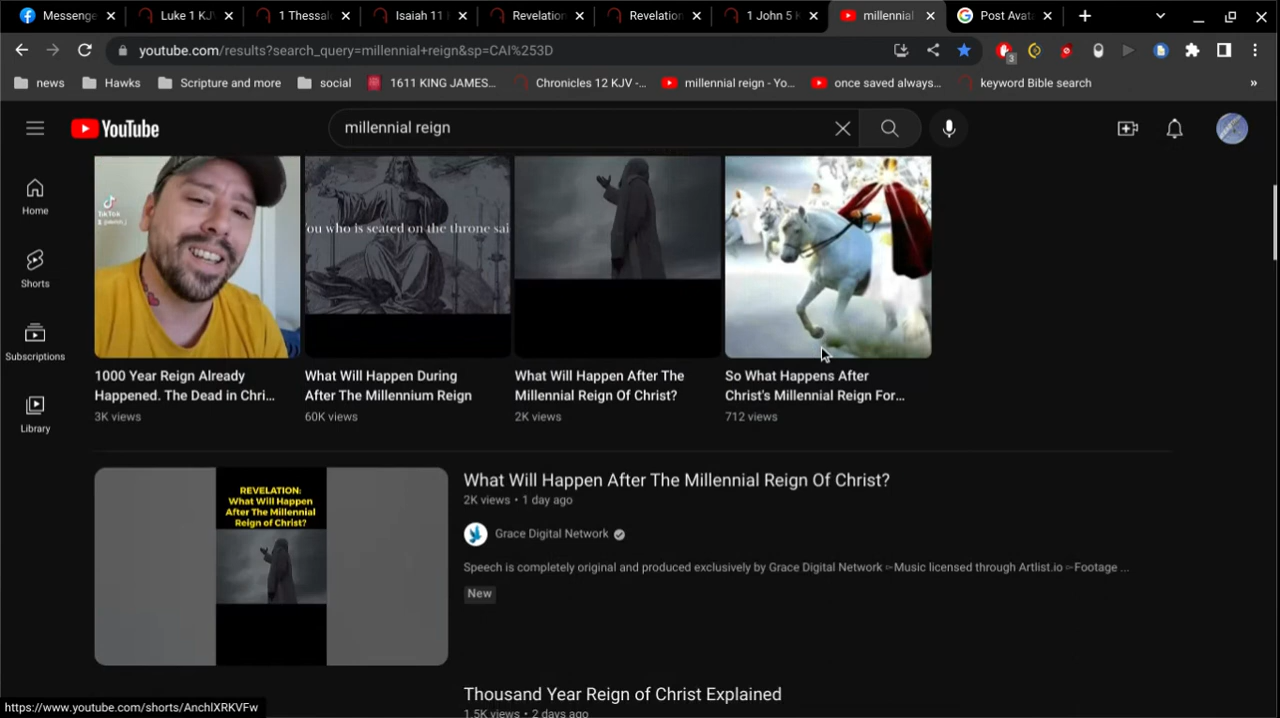 Messenge
Luke 1 KJV
1 Thessal
Isaiah 11
Revelation
Revelation
1 John 5 K
millennial
Post Avata
youtube.com/results?search_query=millennial+reign&sp=CAI%253D
3
news
Hawks
Scripture and more
social
1611 KING JAMES...
Chronicles 12 KJV -...
millennial reign - Yo...
once saved always...
keyword Bible search
»
YouTube
millennial reign
Home
Shorts
Subscriptions
Library
TikTok
ou who is seated on the throne sai
1000 Year Reign Already
Happened. The Dead in Chri...
3K views
What Will Happen During
After The Millennium Reign
60K views
What Will Happen After The
Millennial Reign Of Christ?
2K views
So What Happens After
Christ's Millennial Reign For...
712 views
REVELATION:
What Will Happen
After The Millennial
Reign of Christ?
What Will Happen After The Millennial Reign Of Christ?
2K views • 1 day ago
Grace Digital Network
Speech is completely original and produced exclusively by Grace Digital Network ▻Music licensed through Artlist.io ▻Footage ...
New
Thousand Year Reign of Christ Explained
1.5K views • 2 days ago
https://www.youtube.com/shorts/AnchIXRKVFw